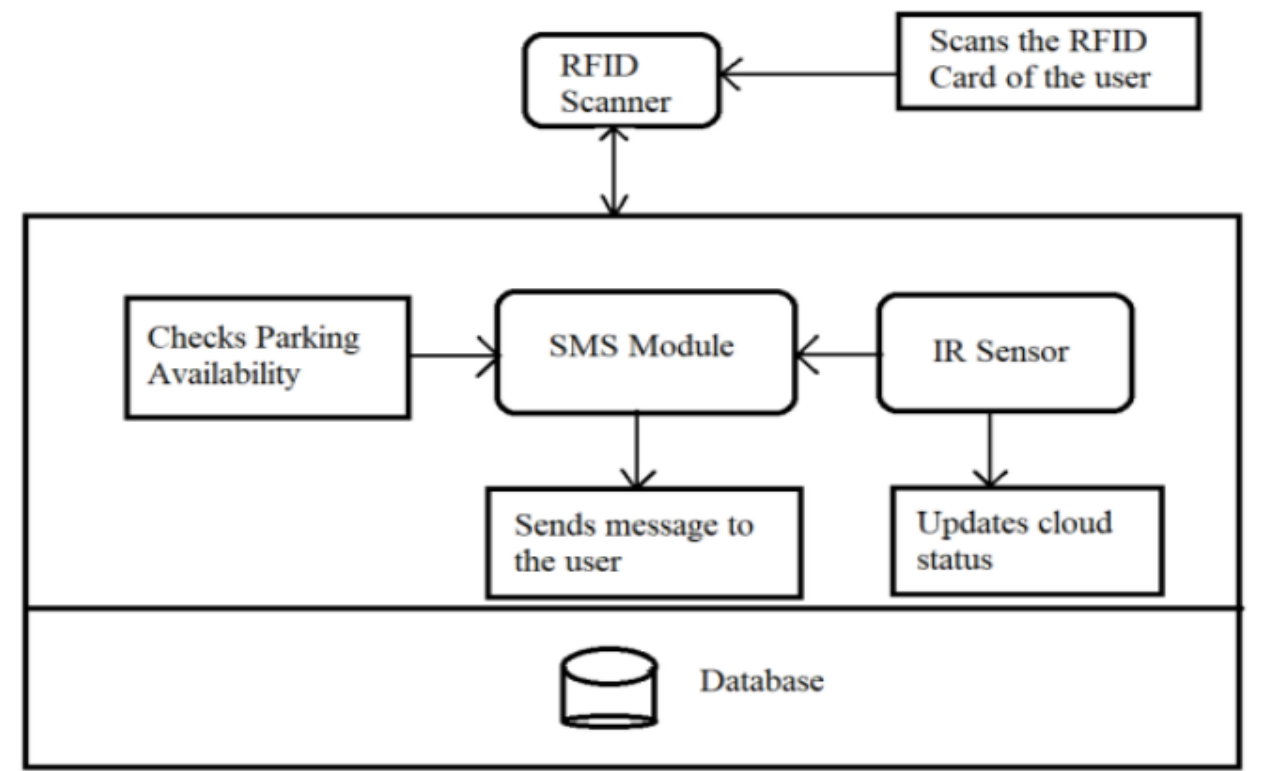 RFID
Scanner
Scans the RFID
Card of the user
Checks Parking
Availability
SMS Module
IR Sensor
Sends message to
the user
Updates cloud
status
Database